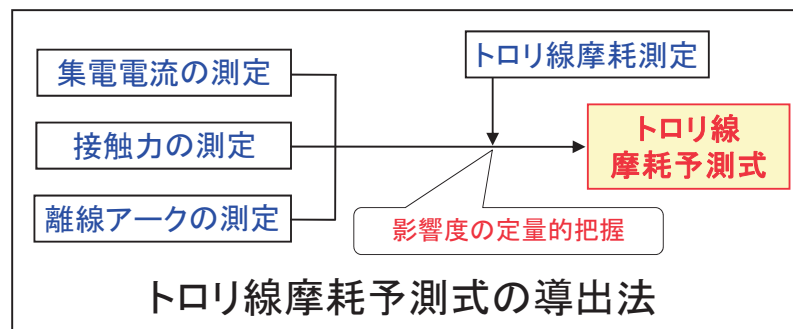 集電電流の測定
接触力の測定
離線アークの測定
トロリ線摩耗測定
トロリ線
摩耗予測式
影響度の定量的把握
トロリ線摩耗予測式の導出法